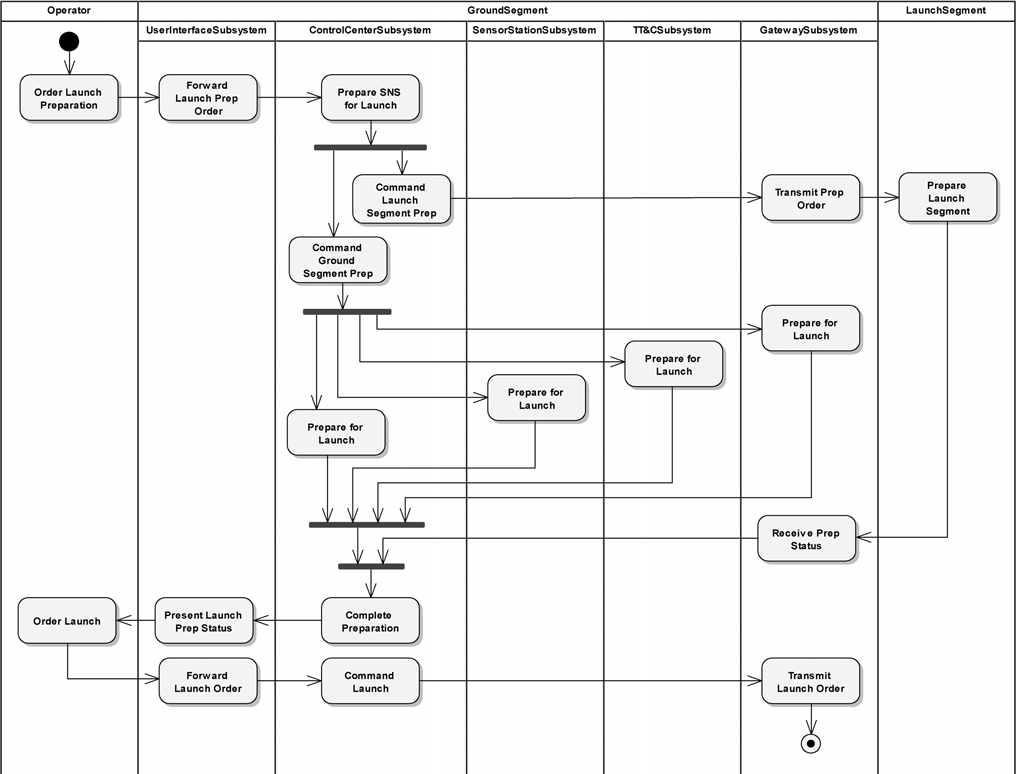 Operator
GroundSegment
LaunchSegment
UserInterfaceSubsystem
ControlCenterSubsystem
SensorStationSubsystem
TT&CSubsystem
GatewaySubsystem
Order Launch
Preparation
Forward
Launch Prep
Order
Prepare SNS
for Launch
Command
Launch
Segment Prep
Transmit Prep
Order
Prepare
Launch
Segment
Command
Ground
Segment Prep
Prepare for
Launch
Prepare for
Launch
Prepare for
Launch
Prepare for
Launch
Receive Prep
Status
Order Launch
Present Launch
Prep Status
Complete
Preparation
Forward
Launch Order
Command
Launch
Transmit
Launch Order